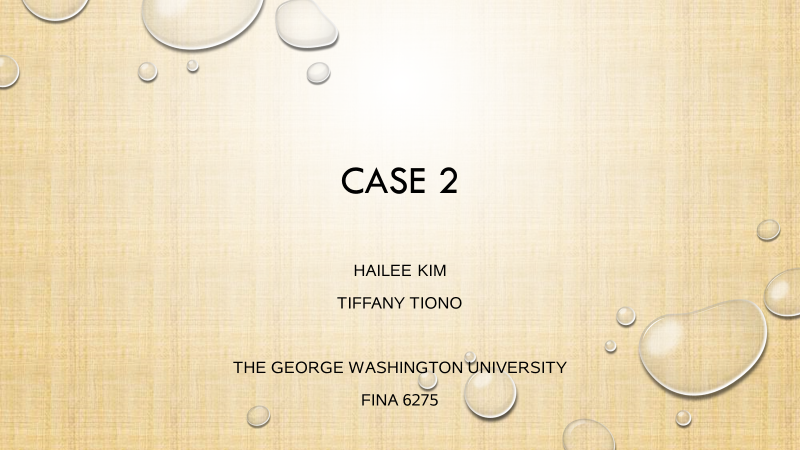 CASE 2
HAILEE KIM
TIFFANY TIONO
THE GEORGE WASHINGTON UNIVERSITY
FINA 6275